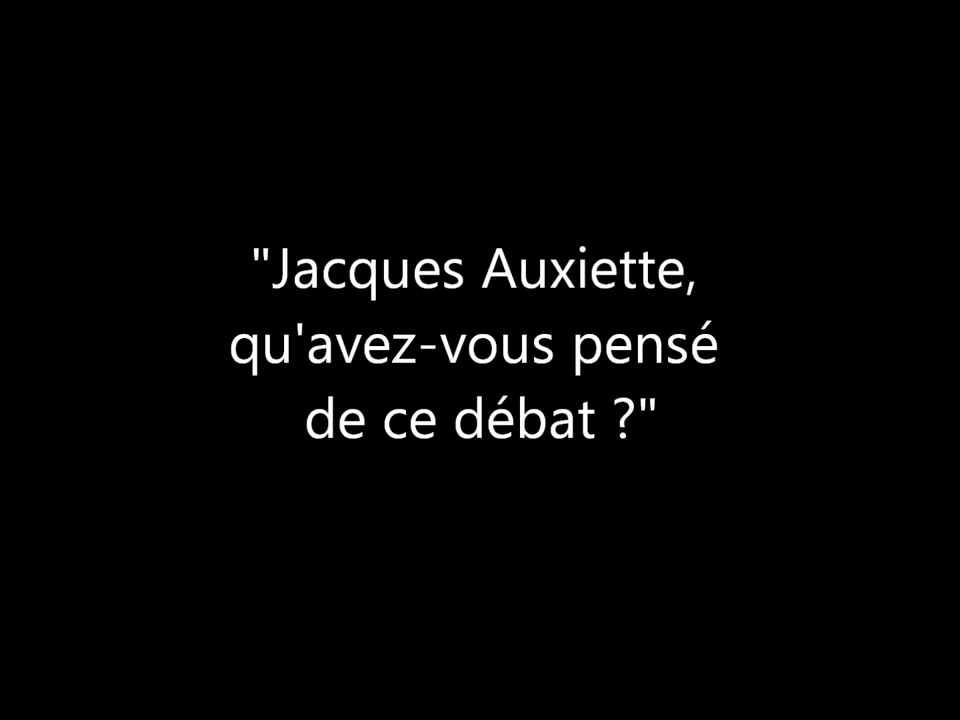 "Jacques Auxiette,
qu'avez-vous pensé
de ce débat ?"